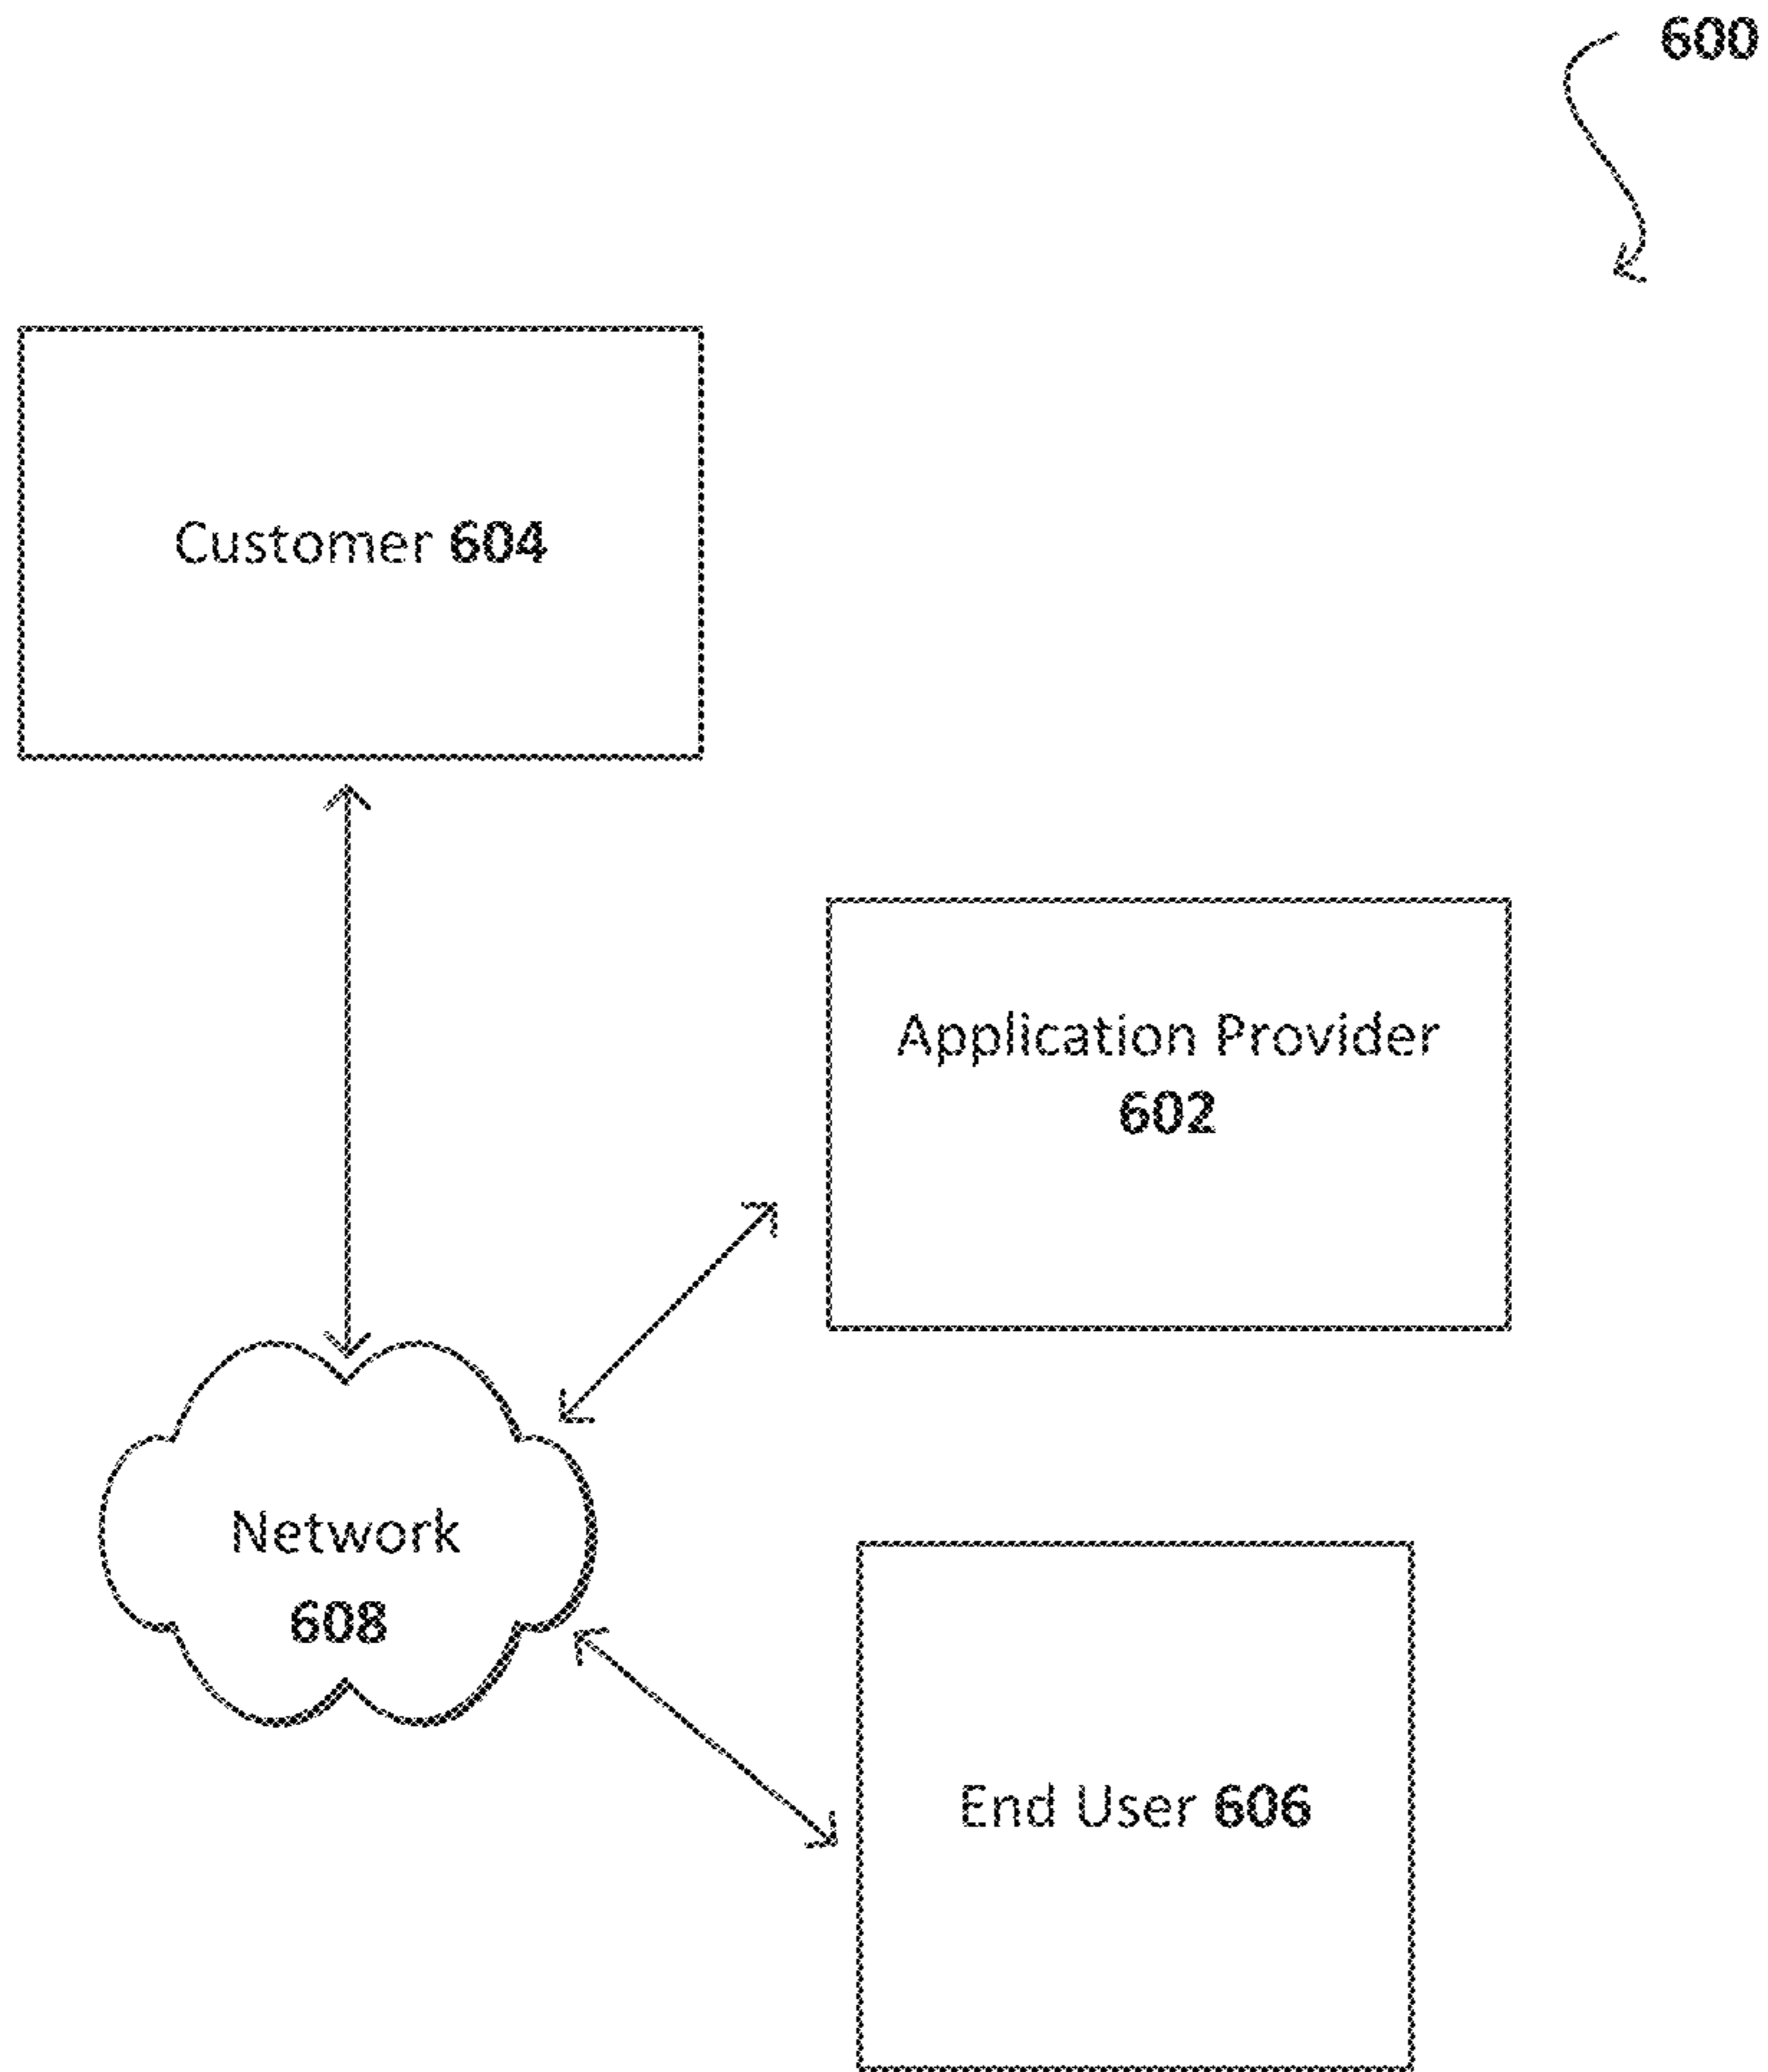 600
Customer 604
Application Provider
602
Network
608
End User 606